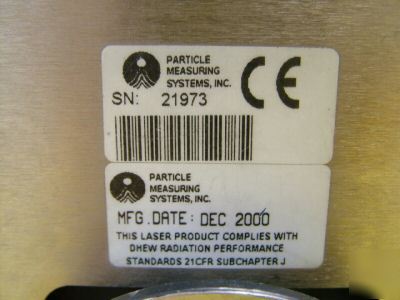 PARTICLE
MEASURING
SYSTEMS, INC.
CE
SN: 21973
PARTICLE
MEASURING
SYSTEMS, INC.
MFG. DATE: DEC 2000
THIS LASER PRODUCT COMPLIES WITH
DHEW RADIATION PERFORMANCE
STANDARDS 21CFR SUBCHAPTER J